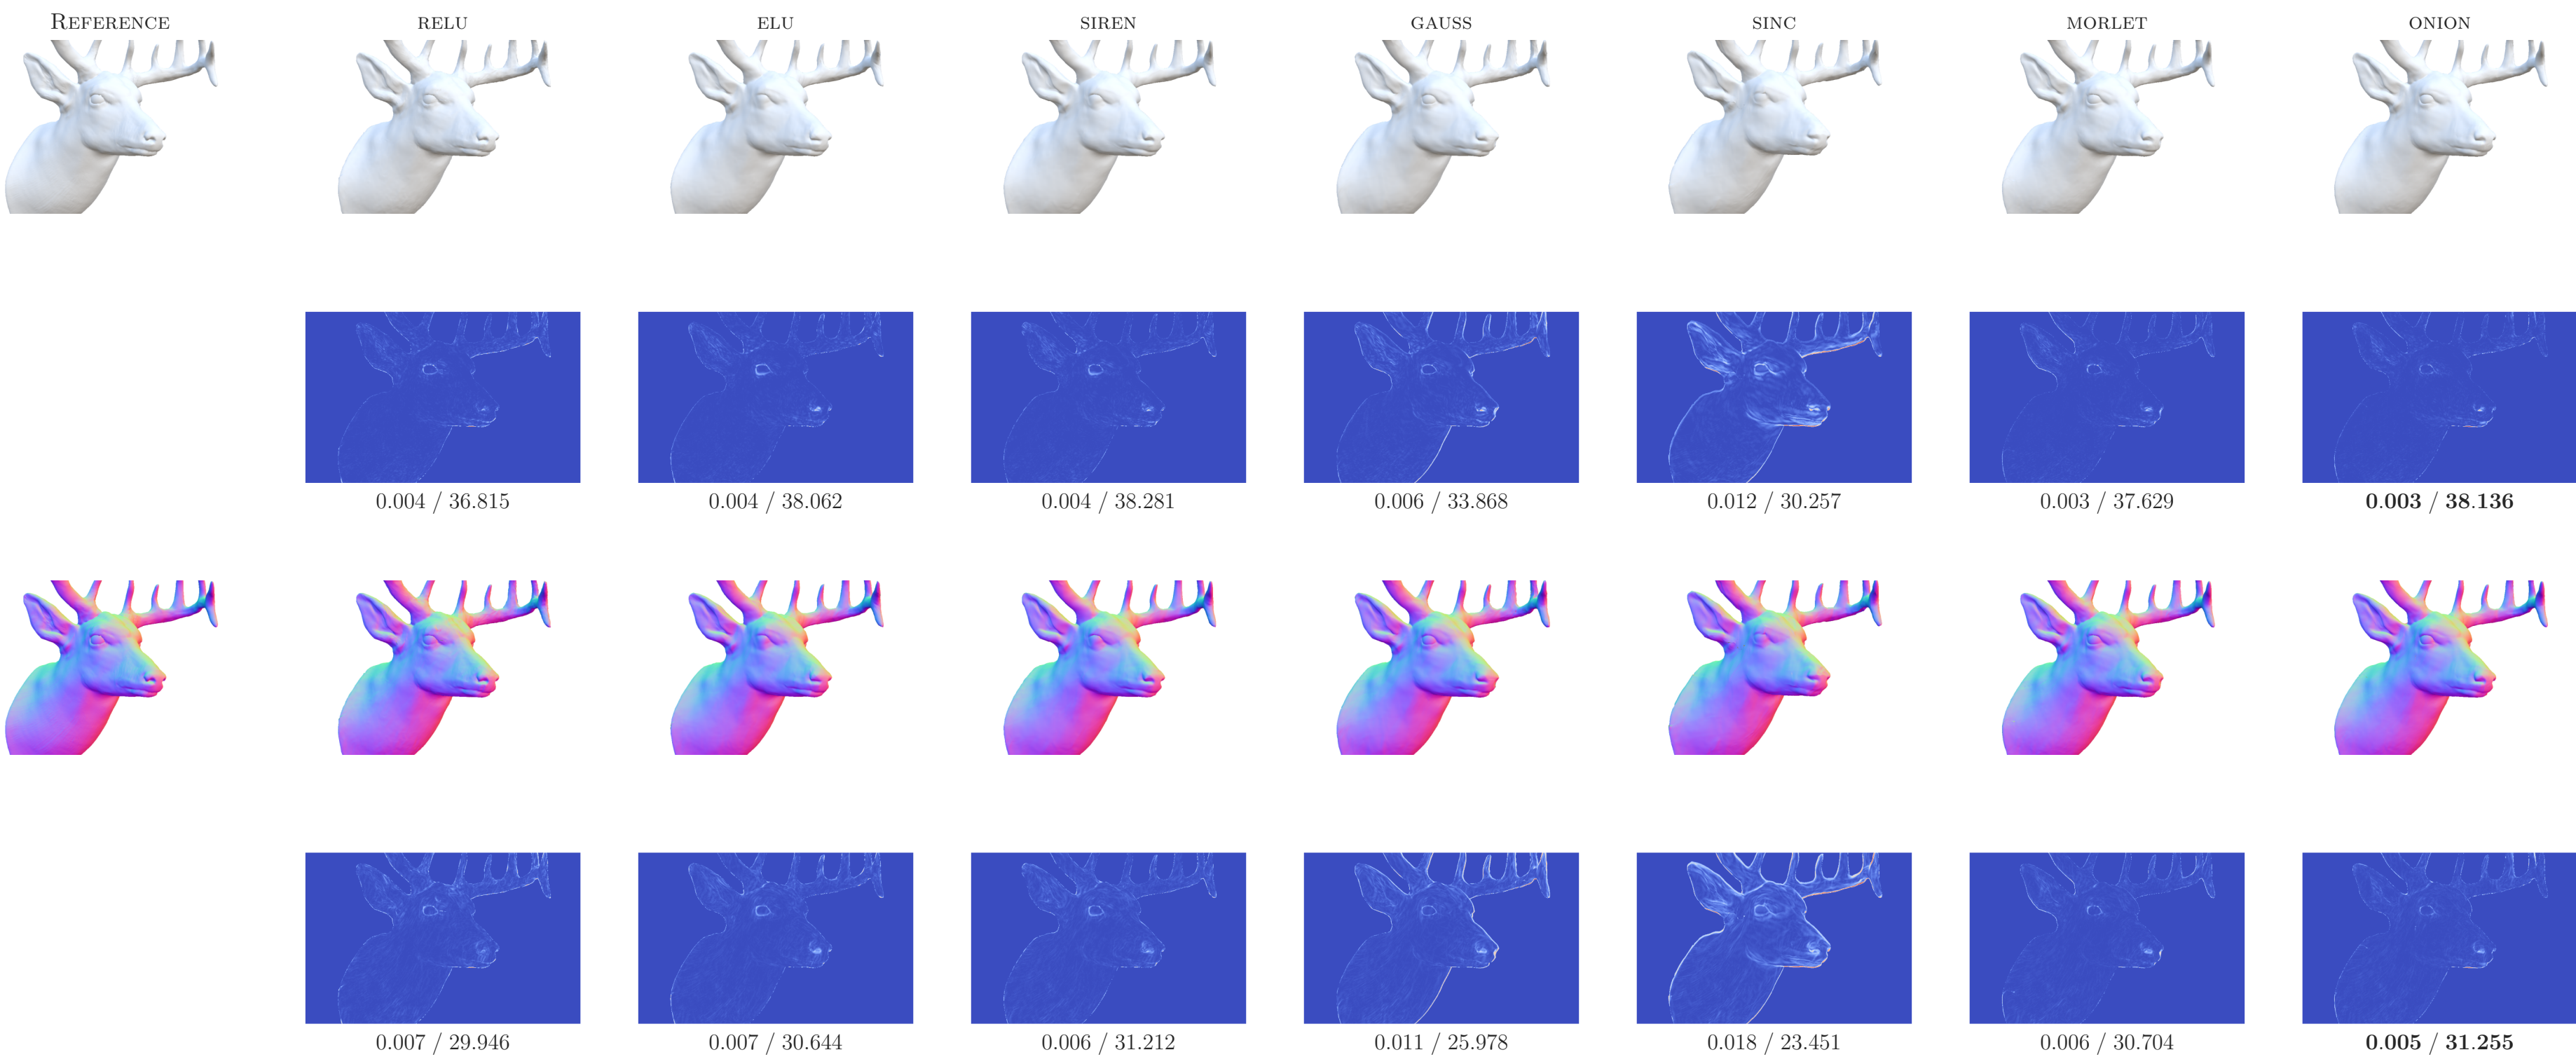 REFERENCE RELU ELU SIREN GAUSS SINC MORLET ONION
0.004 / 36.815 0.004 / 38.062 0.004 / 38.281 0.006 / 33.868 0.012 / 30.257 0.003 / 37.629 0.003 / 38.136
0.007 / 29.946 0.007 / 30.644 0.006 / 31.212 0.011 / 25.978 0.018 / 23.451 0.006 / 30.704 0.005 / 31.255